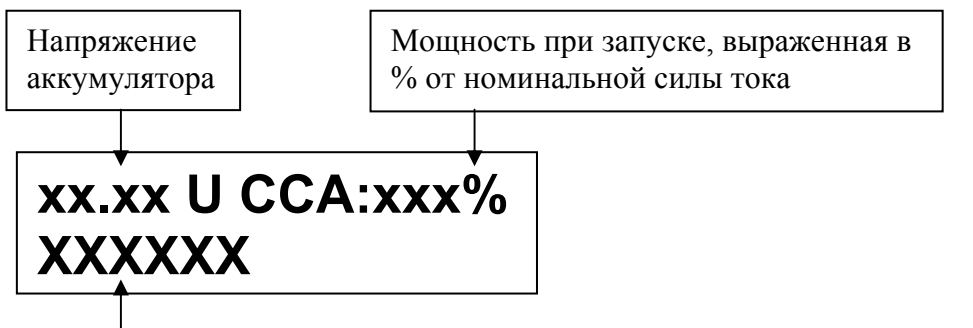 Напряжение
аккумулятора
Мощность при запуске, выраженная в
% от номинальной силы тока
xx.xx U CCA:xxx%
XXXXXX